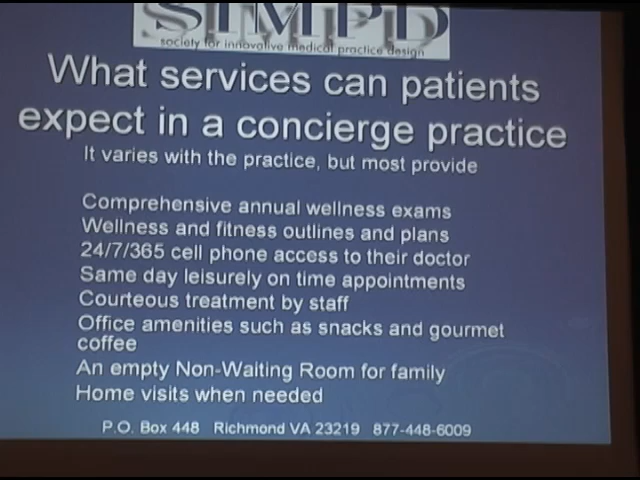 SIMPD
society for innovative medical practice design
What services can patients
expect in a concierge practice
It varies with the practice, but most provide
Comprehensive annual wellness exams
Wellness and fitness outlines and plans
24/7/365 cell phone access to their doctor
Same day leisurely on time appointments
Courteous treatment by staff
Office amenities such as snacks and gourmet
coffee
An empty Non-Waiting Room for family
Home visits when needed
P.O. Box 448 Richmond VA 23219 877-448-6009